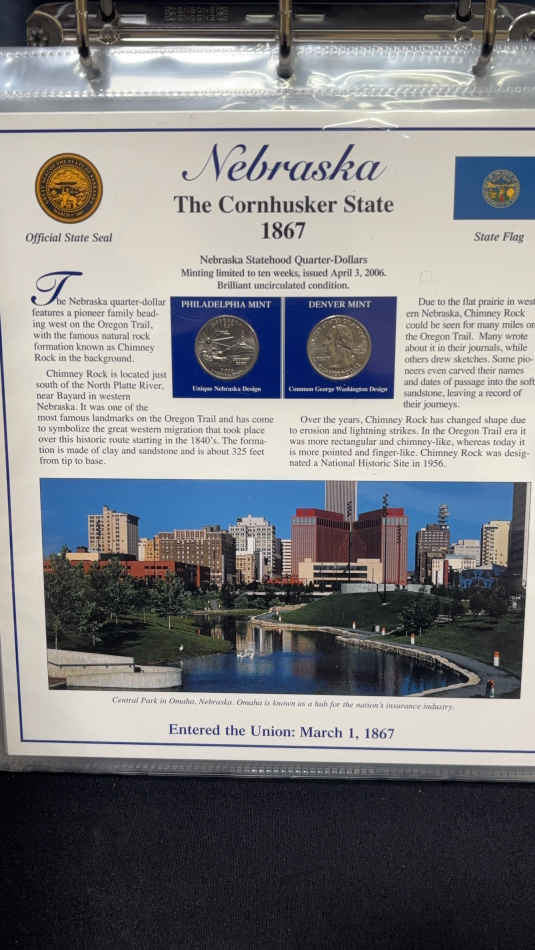 Nebraska
The Cornhusker State
1867
Official State Seal
State Flag
Nebraska Statehood Quarter-Dollars
Minting limited to ten weeks, issued April 3, 2006.
Brilliant uncirculated condition.
The Nebraska quarter-dollar
features a pioneer family head-
ing west on the Oregon Trail,
with the famous natural rock
formation known as Chimney
Rock in the background.
Chimney Rock is located just
south of the North Platte River,
near Bayard in western
Nebraska. It was one of the
most famous landmarks on the Oregon Trail and has come
to symbolize the great western migration that took place
over this historic route starting in the 1840's. The forma-
tion is made of clay and sandstone and is about 325 feet
from tip to base.
PHILADELPHIA MINT
Unique Nebraska Design
DENVER MINT
Common George Washington Design
Due to the flat prairie in west
ern Nebraska, Chimney Rock
could be seen for many miles on
the Oregon Trail. Many wrote
about it in their journals, while
others drew sketches. Some pio-
neers even carved their names
and dates of passage into the soft
sandstone, leaving a record of
their journeys.
Over the years, Chimney Rock has changed shape due
to erosion and lightning strikes. In the Oregon Trail era it
was more rectangular and chimney-like, whereas today it
is more pointed and finger-like. Chimney Rock was desig-
nated a National Historic Site in 1956.
Central Park in Omaha, Nebraska. Omaha is known as a hub for the nation's insurance industry.
Entered the Union: March 1, 1867